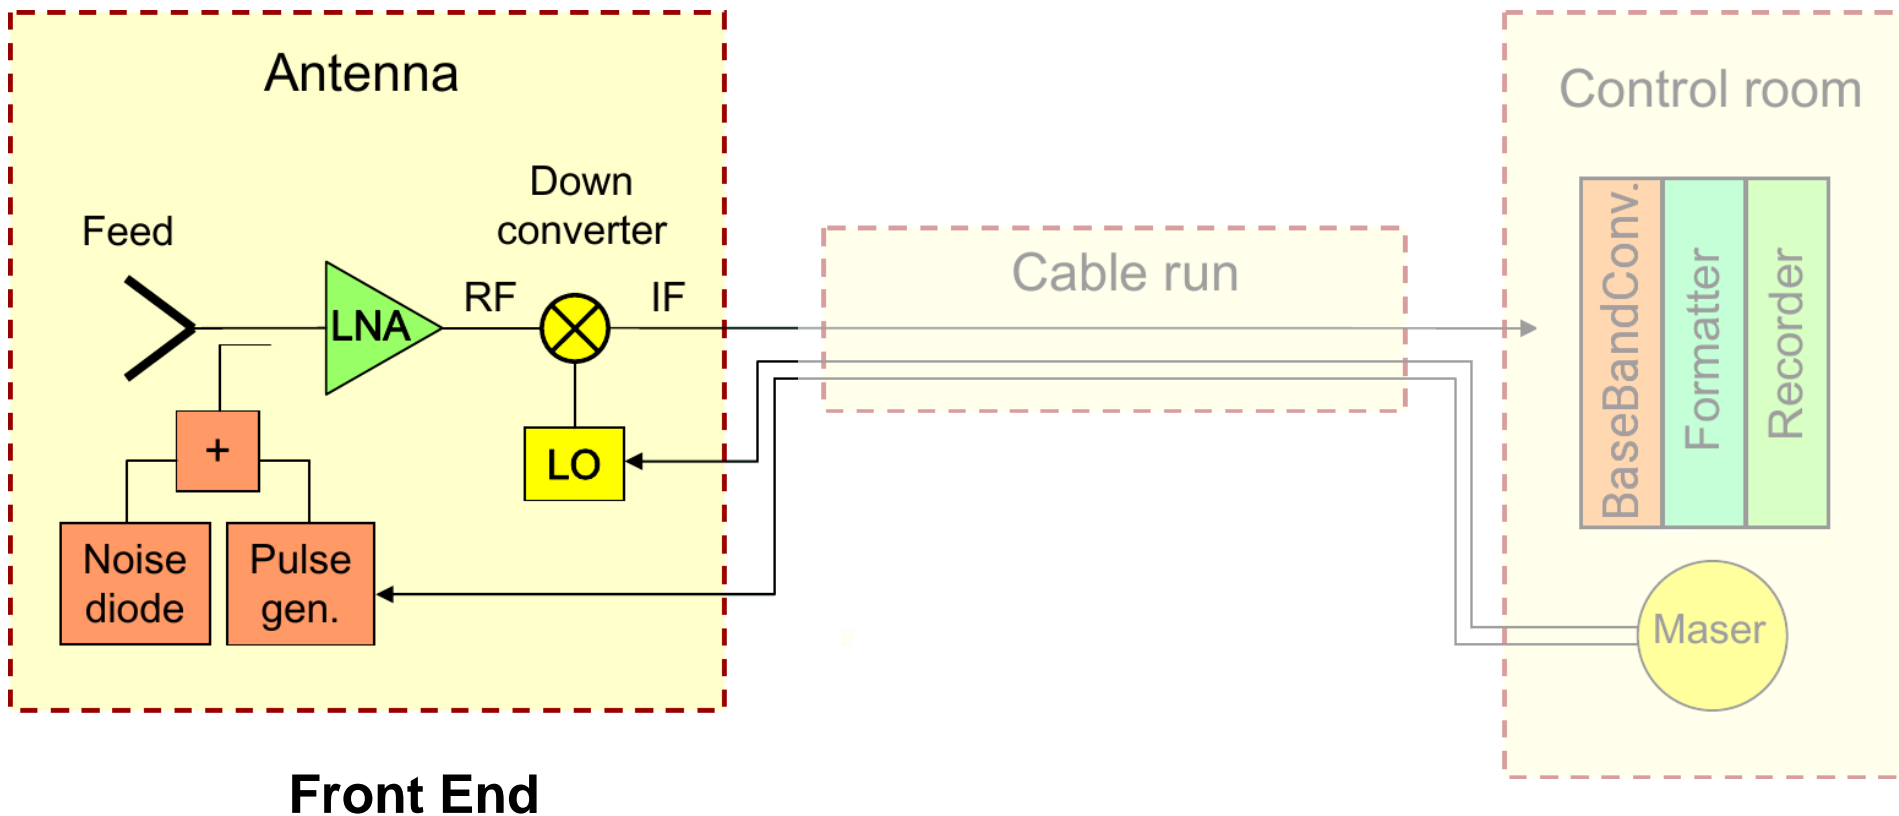 Antenna
Control room
Down
converter
Feed
Cable run
LNA
RF
IF
BaseBandConv.
Formatter
Recorder
+
LO
Noise
diode
Pulse
gen.
Maser
Front End